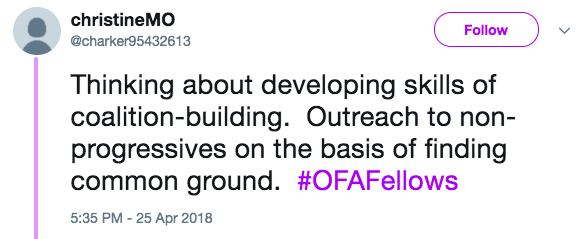 christineMO
@charker95432613
Follow
Thinking about developing skills of
coalition-building.  Outreach to non-
progressives on the basis of finding
common ground.  #OFAFellows
5:35 PM - 25 Apr 2018